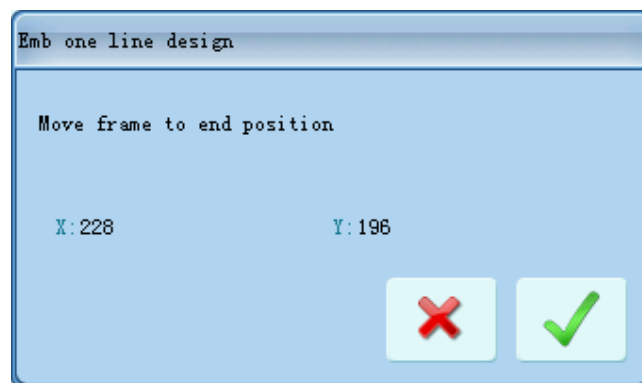 Emb one line design
Move frame to end position
X:228 Y:196